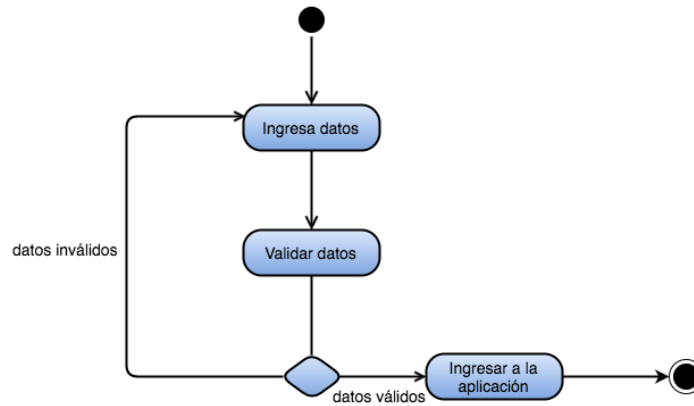 Ingresa datos
Validar datos
datos inválidos
Ingresar a la
aplicación
datos válidos